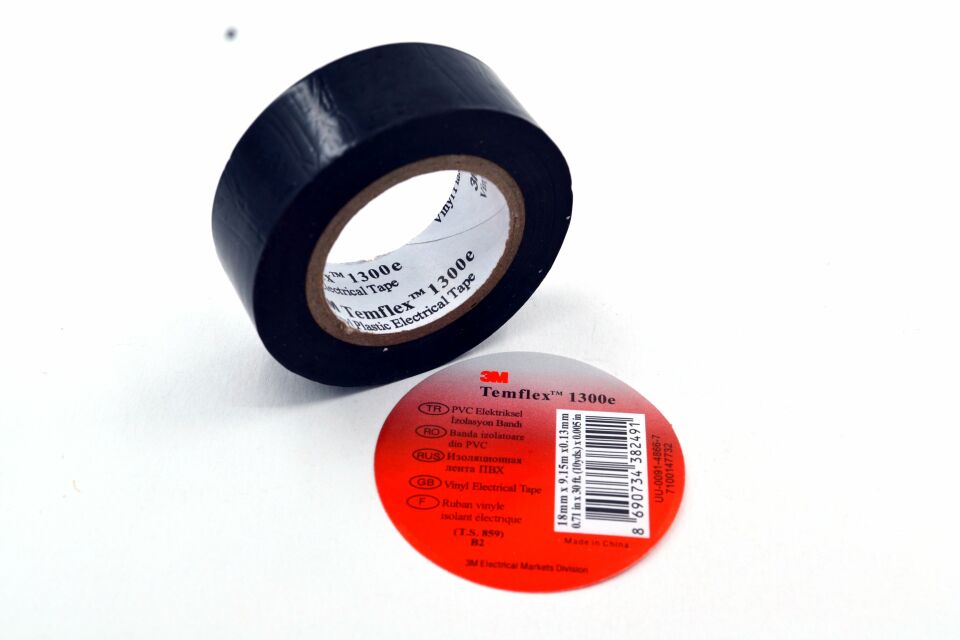 Vinyl
3M
Vinyl
™ 1300e
Electrical Tape
Temflex™ 1300e
Plastic Electrical Tape
3M
Temflex™ 1300e
TR PVC Elektriksel
İzolasyon Bandı
RO Banda izolatoare
din PVC
RUS Изоляционная
лента ПВХ
GB Vinyl Electrical Tape
F Ruban vinyle
isolant électrique
(T.S. 859)
B2
18mm x 9.15m x0.13mm
0.71 in x 30 ft. (10yds.) x 0.005 in
8 690734 382491
UU-0091-4866-7
7100147732
Made in China
3M Electrical Markets Division